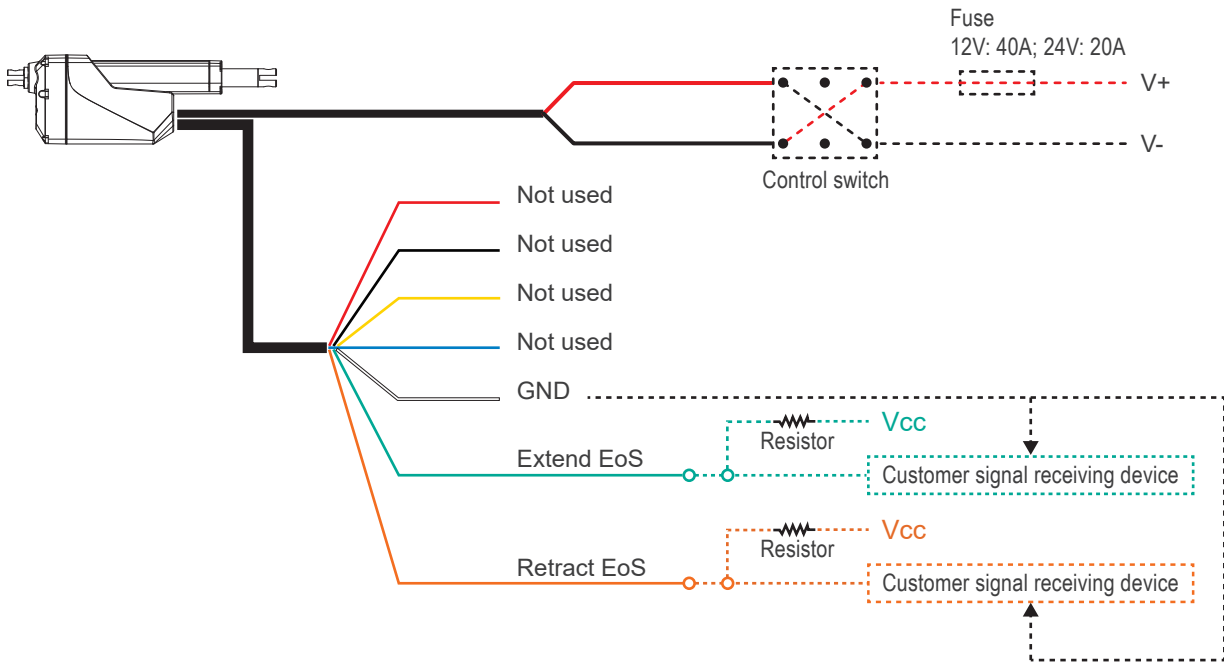 Fuse
12V: 40A; 24V: 20A
V+
V-
Control switch
Not used
Not used
Not used
Not used
GND
Vcc
Resistor
Extend EoS
Customer signal receiving device
Vcc
Resistor
Retract EoS
Customer signal receiving device